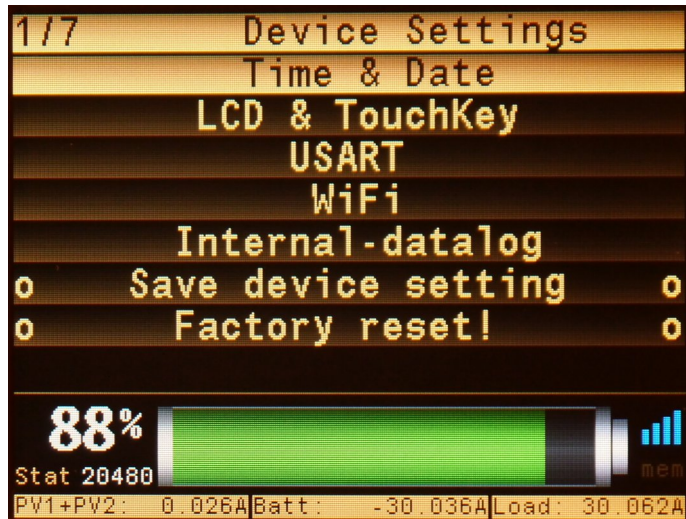 1/7 Device Settings
Time & Date
LCD & TouchKey
USART
WiFi
Internal-datalog
o Save device setting o
o Factory reset! o
88%
Stat 20480
mem
PV1+PV2: 0.026A Batt: -30.036A Load: 30.062A